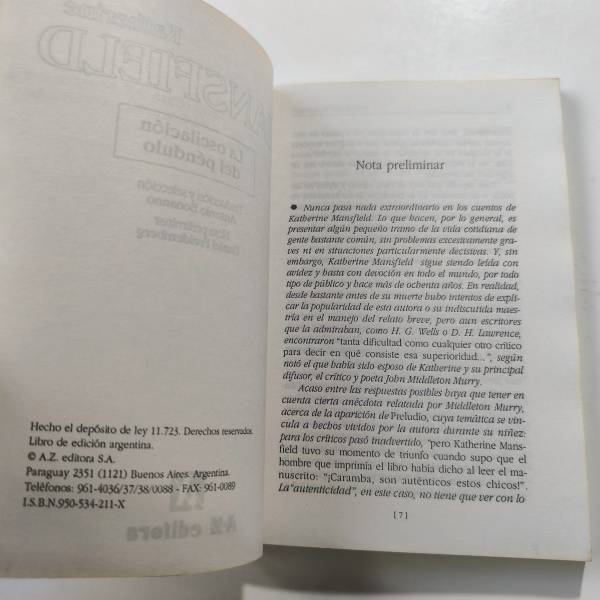 Katherine
ANSFIELD
La oscilación
del péndulo
Traducción y selección
Antonio Bonanno
Nota preliminar
Hecho el depósito de ley 11.723. Derechos reservados.
Libro de edición argentina.
© A.Z. editora S.A.
Paraguay 2351 (1121) Buenos Aires. Argentina.
Teléfonos: 961-4036/37/38/0088 - FAX: 961-0089
I.S.B.N.950-534-211-X
A·Z editora
Nota preliminar
● Nunca pasa nada extraordinario en los cuentos de
Katherine Mansfield. Lo que hacen, por lo general, es
presentar algún pequeño tramo de la vida cotidiana de
gente bastante común, sin problemas excesivamente gra-
ves ni en situaciones particularmente decisivas. Y, sin
embargo, Katherine Mansfield sigue siendo leída con
avidez y hasta con devoción en todo el mundo, por todo
tipo de público y hace más de ochenta años. En realidad,
desde bastante antes de su muerte hubo intentos de expli-
car la popularidad de esta autora o su indiscutida maes-
tría en el manejo del relato breve, pero aun escritores
que la admiraban, como H. G. Wells o D. H. Lawrence,
encontraron "tanta dificultad como cualquier otro crítico
para decir en qué consiste esa superioridad...", según
notó el que había sido esposo de Katherine y su principal
difusor, el crítico y poeta John Middleton Murry.
Acaso entre las respuestas posibles haya que tener en
cuenta cierta anécdota relatada por Middleton Murry,
acerca de la aparición de Preludio, cuya temática se vin-
cula a hechos vividos por la autora durante su niñez:
para los críticos pasó inadvertido, "pero Katherine Mans-
field tuvo su momento de triunfo cuando supo que el
hombre que imprimía el libro había dicho al leer el ma-
nuscrito: "¡Caramba, son auténticos estos chicos!".
La "autenticidad", en este caso, no tiene que ver con lo
[7]